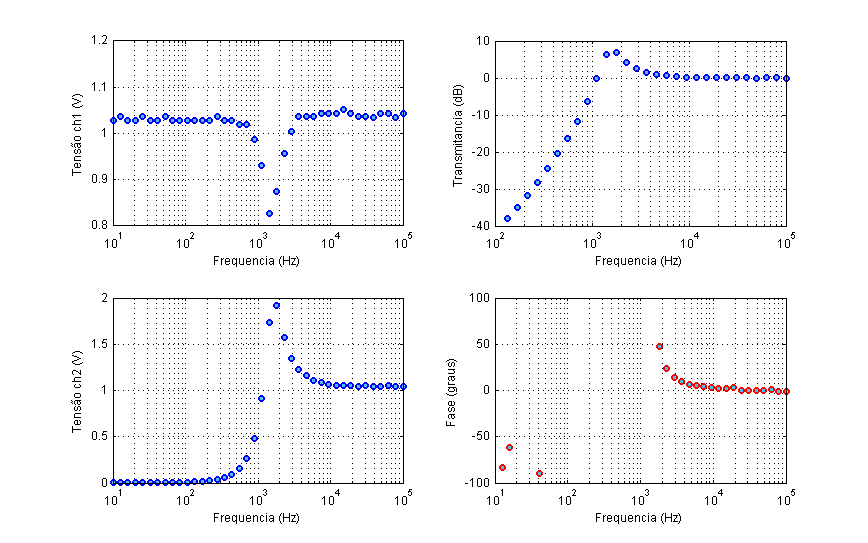 1.2
1.1
1
0.9
0.8
Tensão ch1 (V)
10^1 10^2 10^3 10^4 10^5
Frequencia (Hz)
10
0
-10
-20
-30
-40
Transmitancia (dB)
10^2 10^3 10^4 10^5
Frequencia (Hz)
2
1.5
1
0.5
0
Tensão ch2 (V)
10^1 10^2 10^3 10^4 10^5
Frequencia (Hz)
100
50
0
-50
-100
Fase (graus)
10^1 10^2 10^3 10^4 10^5
Frequencia (Hz)